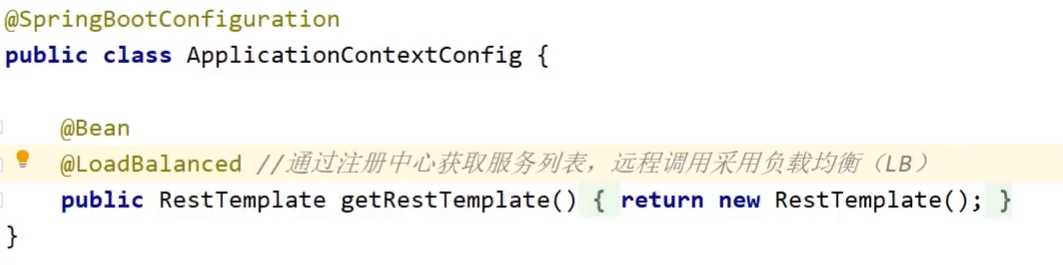 @SpringBootConfiguration
public class ApplicationContextConfig {
@Bean
@LoadBalanced //通过注册中心获取服务列表，远程调用采用负载均衡（LB）
public RestTemplate getRestTemplate() { return new RestTemplate(); }
}